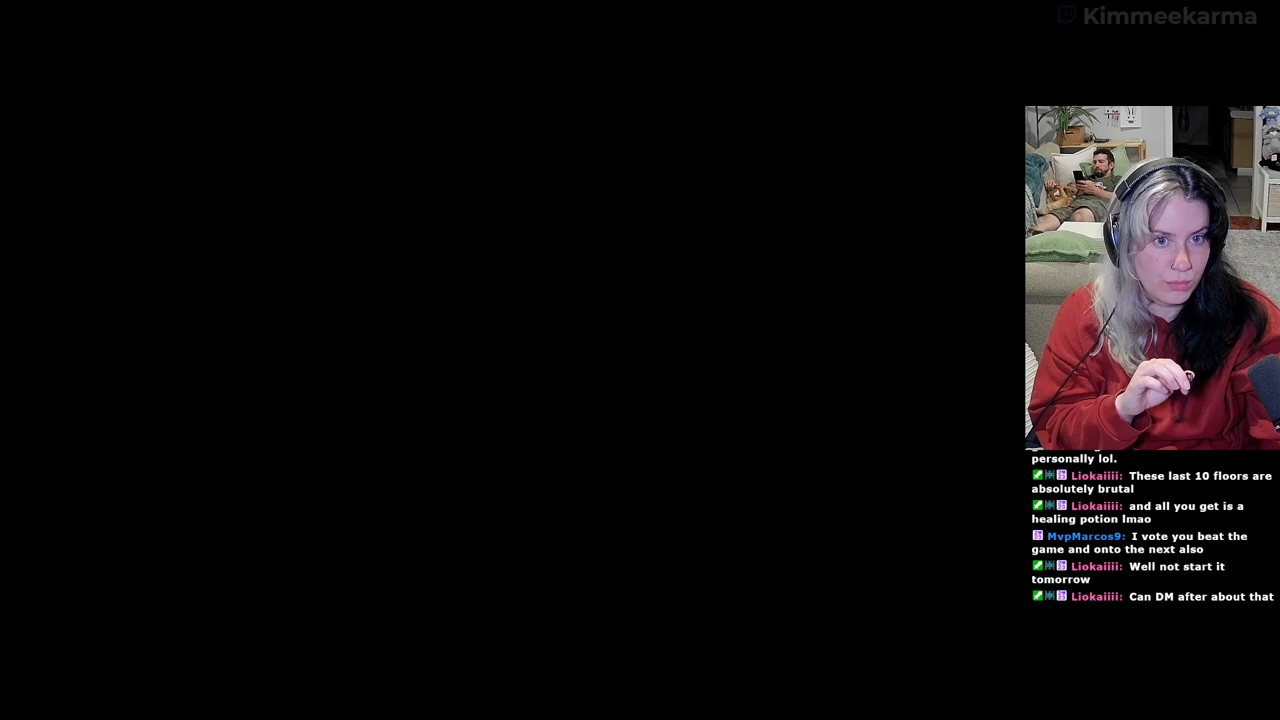 Kimmeekarma
personally lol.
Liokaiiii: These last 10 floors are
absolutely brutal
Liokaiiii: and all you get is a
healing potion lmao
MvpMarcos9: I vote you beat the
game and onto the next also
Liokaiiii: Well not start it
tomorrow
Liokaiiii: Can DM after about that